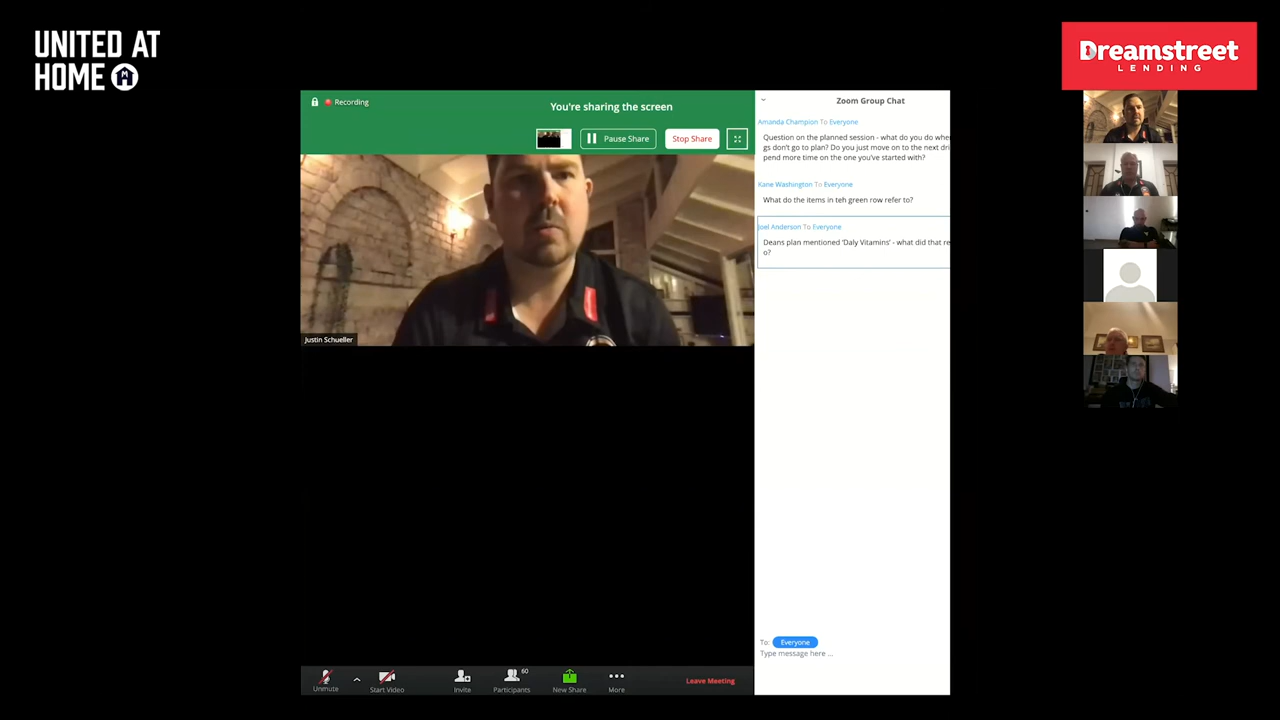 UNITED AT
HOME
Dreamstreet
LENDING
Recording
You're sharing the screen
Pause Share
Stop Share
Justin Schueller
Zoom Group Chat
Amanda Champion To Everyone
Question on the planned session - what do you do whe
gs don't go to plan? Do you just move on to the next dri
pend more time on the one you've started with?
Kane Washington To Everyone
What do the items in teh green row refer to?
Joel Anderson To Everyone
Deans plan mentioned 'Daly Vitamins' - what did that re
o?
To: Everyone
Type message here ...
Unmute
Start Video
Invite
60
Participants
New Share
More
Leave Meeting